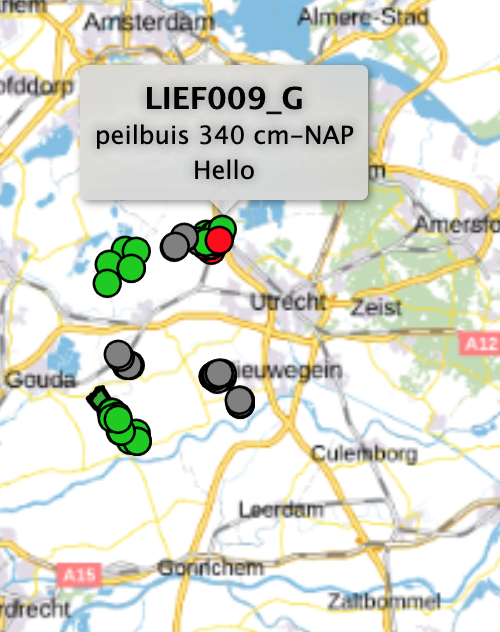 rlem
Amsterdam
Almere-Stad
ofddorp
LIEF009_G
peilbuis 340 cm-NAP
Hello
m
Amersfo
Utrecht
Zeist
A12
Gouda
ieuwegein
Culemborg
Leerdam
A15
Gorinchem
rdrecht
Zaltbommel